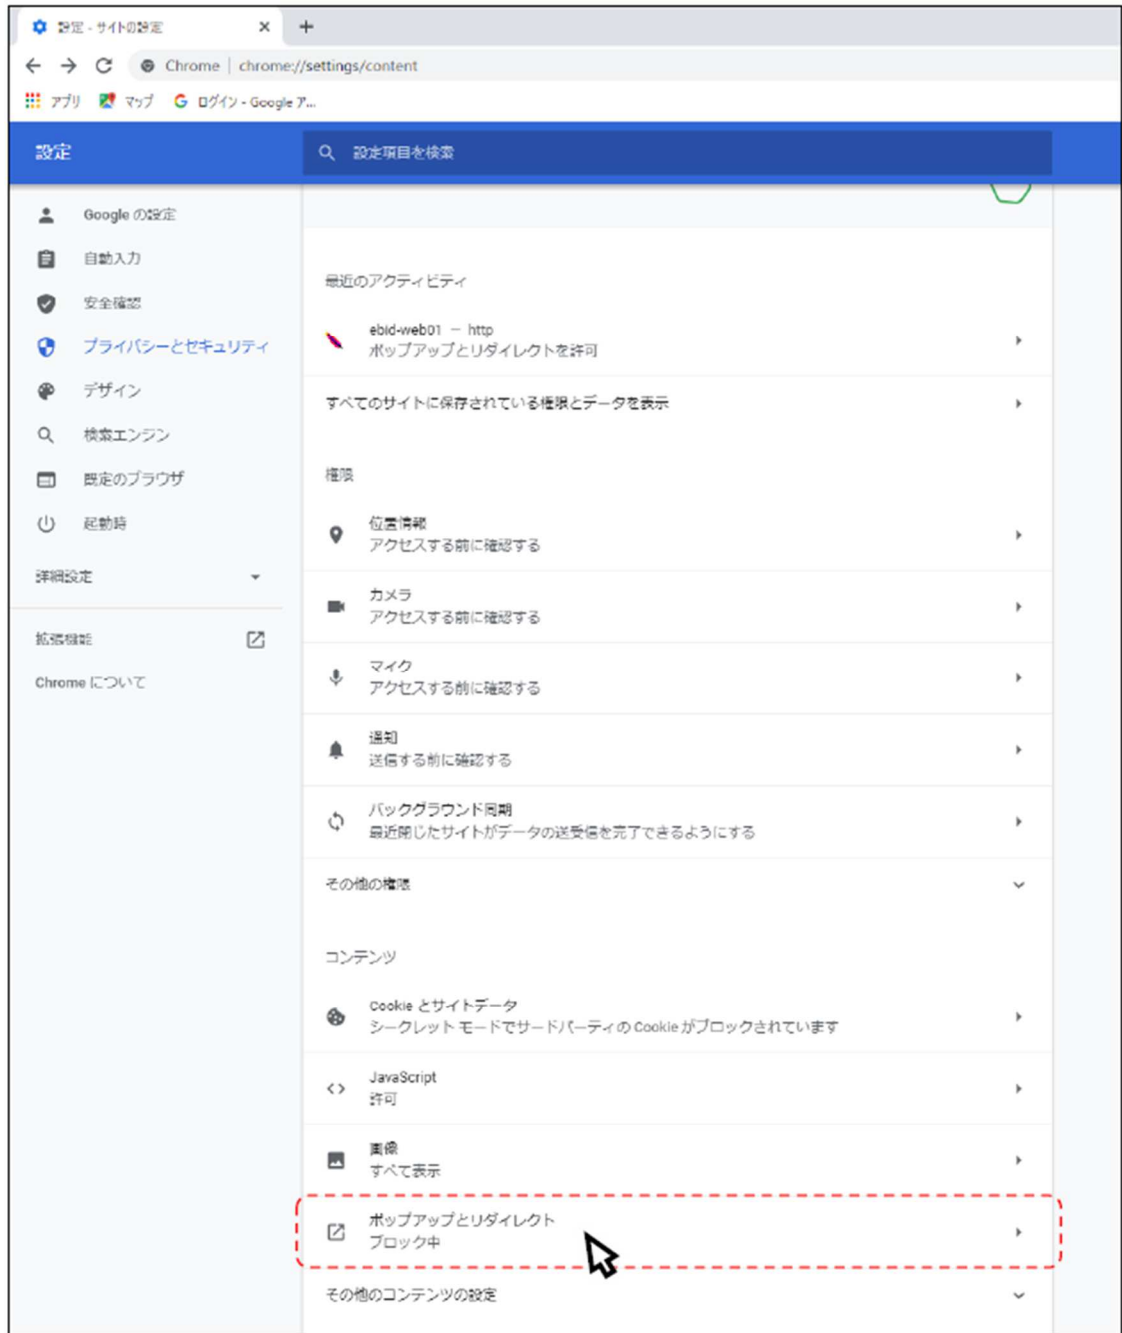 設定 - サイトの設定
Chrome | chrome://settings/content
アプリ マップ ログイン - Google ア...
設定
設定項目を検索
Google の設定
自動入力
安全確認
プライバシーとセキュリティ
デザイン
検索エンジン
既定のブラウザ
起動時
詳細設定
拡張機能
Chrome について
最近のアクティビティ
ebid-web01 — http
ポップアップとリダイレクトを許可
すべてのサイトに保存されている権限とデータを表示
権限
位置情報
アクセスする前に確認する
カメラ
アクセスする前に確認する
マイク
アクセスする前に確認する
通知
送信する前に確認する
バックグラウンド同期
最近閉じたサイトがデータの送受信を完了できるようにする
その他の権限
コンテンツ
Cookie とサイトデータ
シークレット モードでサードパーティの Cookie がブロックされています
JavaScript
許可
画像
すべて表示
ポップアップとリダイレクト
ブロック中
その他のコンテンツの設定